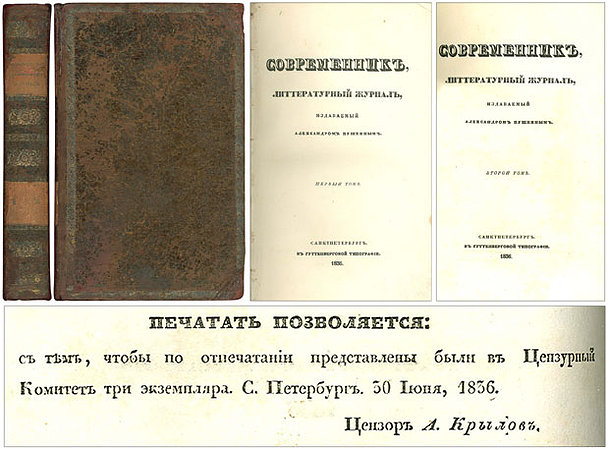 СОВРЕМЕННИКЪ,
ЛИТТЕРАТУРНЫЙ ЖУРНАЛЪ,
ИЗДАВАЕМЫЙ
АЛЕКСАНДРОМЪ ПУШКИНЫМЪ.
ПЕРВЫЙ ТОМЪ.
САНКТПЕТЕРБУРГЪ.
ВЪ ГУТТЕНБЕРГОВОЙ ТИПОГРАФІИ.
1836.
СОВРЕМЕННИКЪ,
ЛИТТЕРАТУРНЫЙ ЖУРНАЛЪ,
ИЗДАВАЕМЫЙ
АЛЕКСАНДРОМЪ ПУШКИНЫМЪ.
ВТОРОЙ ТОМЪ.
САНКТПЕТЕРБУРГЪ.
ВЪ ГУТТЕНБЕРГОВОЙ ТИПОГРАФІИ.
1836.
ПЕЧАТАТЬ ПОЗВОЛЯЕТСЯ:
съ тѣмъ, чтобы по отпечатаніи представлены были въ Цензурный
Комитетъ три экземпляра. С. Петербургъ. 30 Іюня, 1836.
Цензоръ А. Крыловъ.